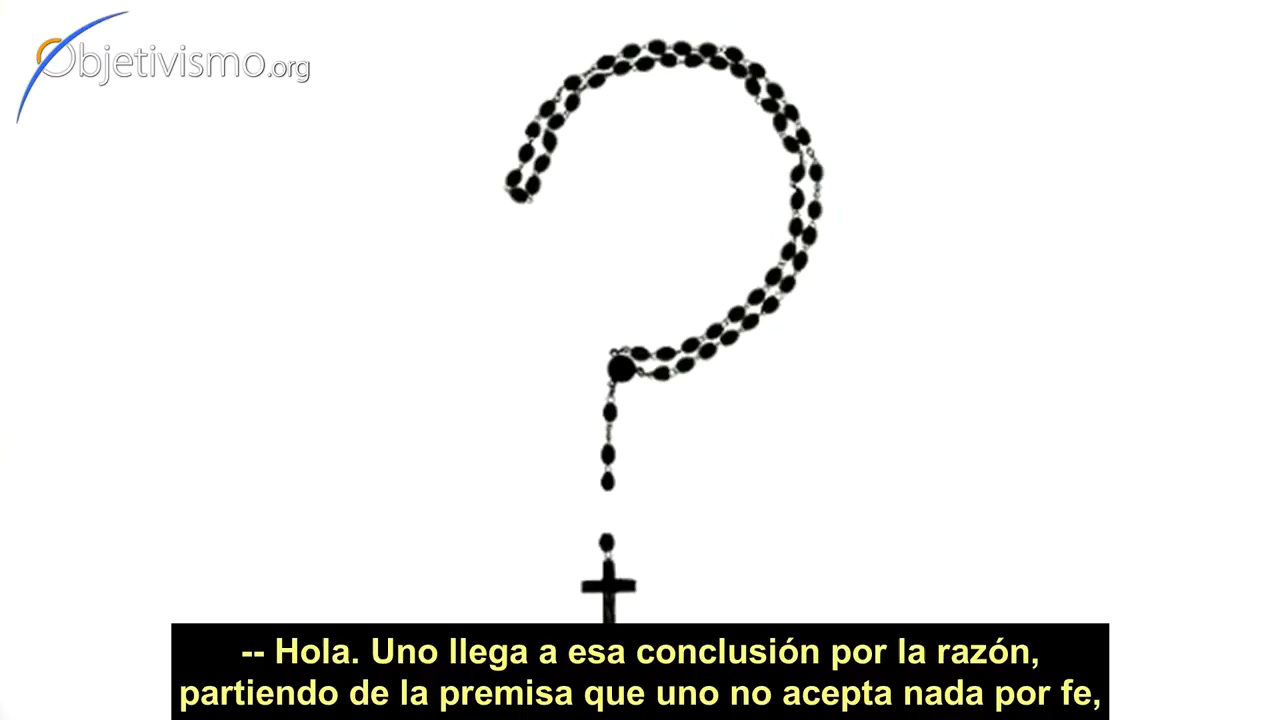 Objetivismo.org
-- Hola. Uno llega a esa conclusión por la razón,
partiendo de la premisa que uno no acepta nada por fe,